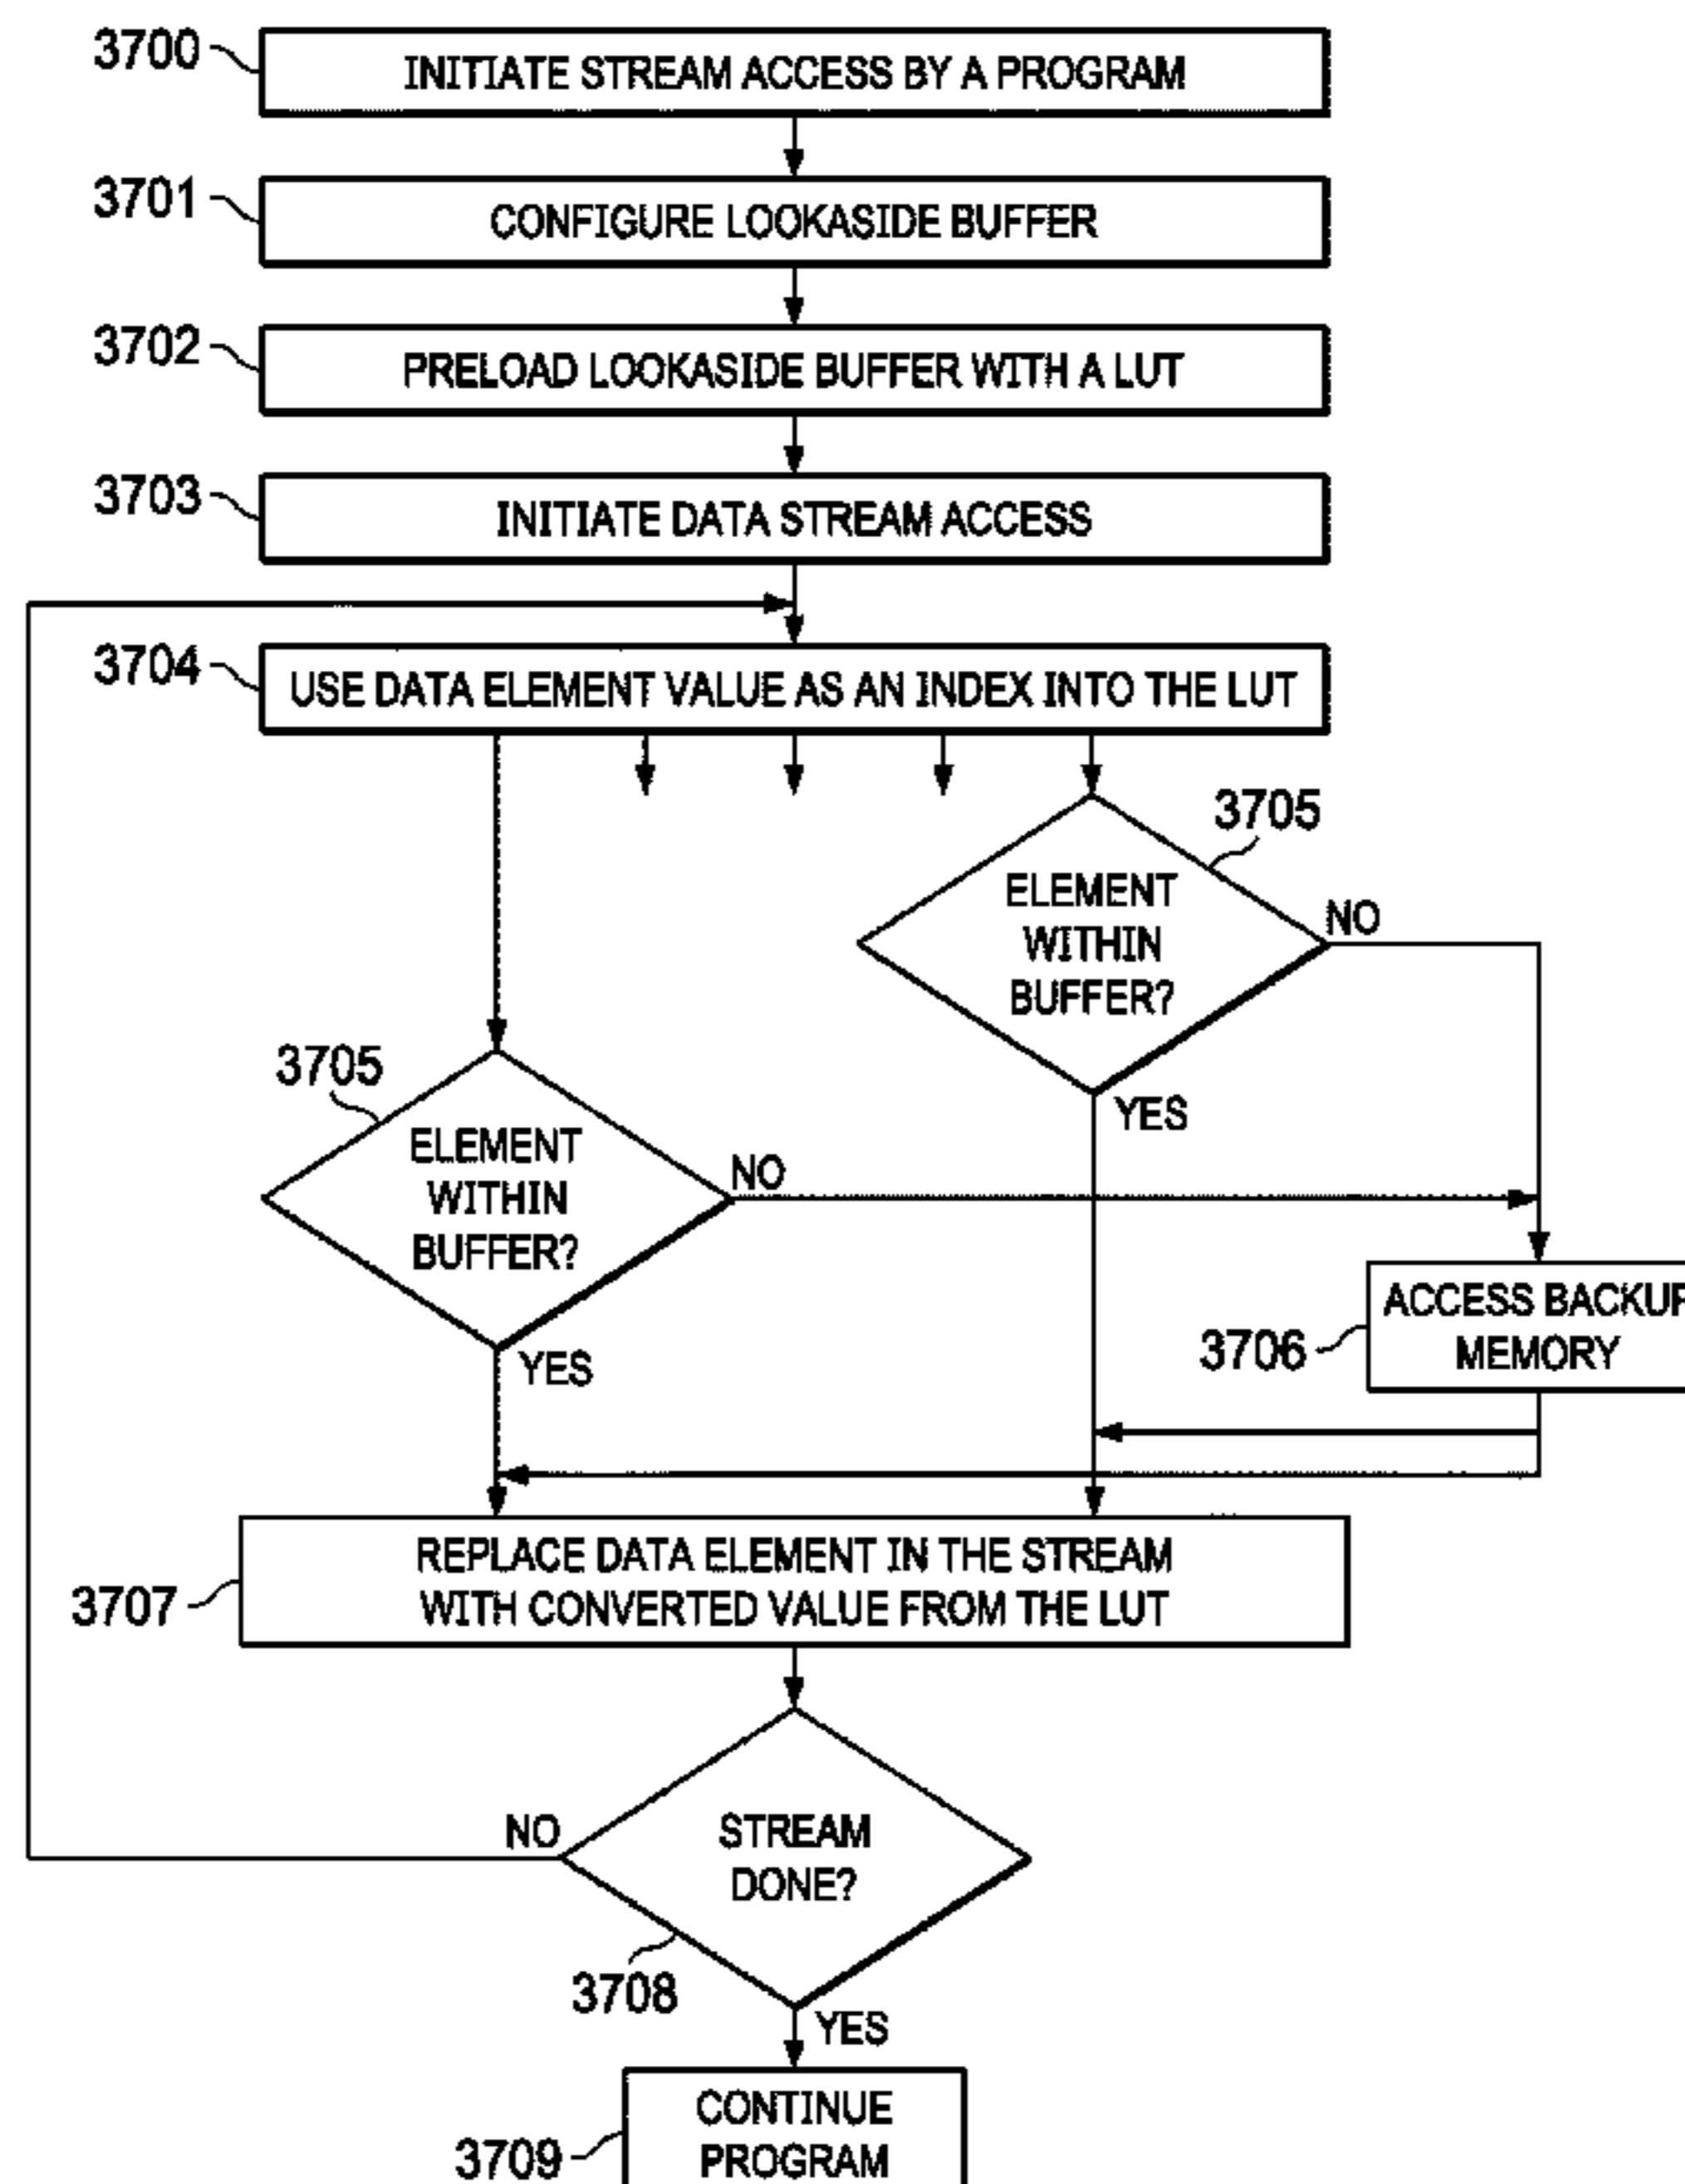 3700
INITIATE STREAM ACCESS BY A PROGRAM
3701
CONFIGURE LOOKASIDE BUFFER
3702
PRELOAD LOOKASIDE BUFFER WITH A LUT
3703
INITIATE DATA STREAM ACCESS
3704
USE DATA ELEMENT VALUE AS AN INDEX INTO THE LUT
3705
ELEMENT
WITHIN
BUFFER?
NO
YES
3705
ELEMENT
WITHIN
BUFFER?
NO
YES
ACCESS BACKUP
MEMORY
3706
REPLACE DATA ELEMENT IN THE STREAM
WITH CONVERTED VALUE FROM THE LUT
3707
NO
STREAM
DONE?
3708
YES
CONTINUE
PROGRAM
3709